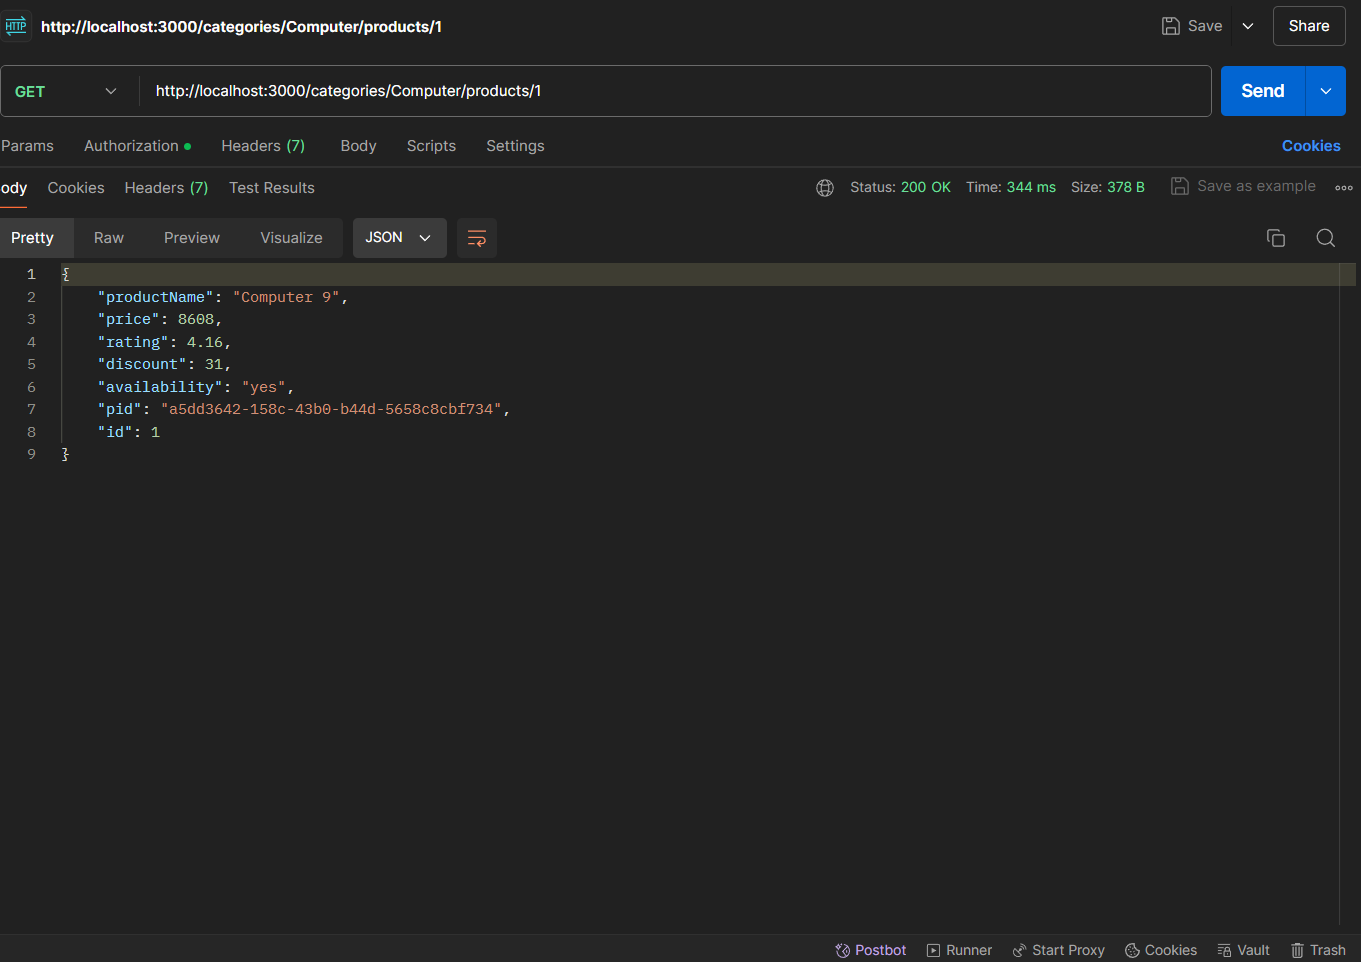 HTTP http://localhost:3000/categories/Computer/products/1 Save Share
GET http://localhost:3000/categories/Computer/products/1 Send
Params Authorization Headers (7) Body Scripts Settings Cookies
ody Cookies Headers (7) Test Results Status: 200 OK Time: 344 ms Size: 378 B Save as example
Pretty Raw Preview Visualize JSON
1 {
2 "productName": "Computer 9",
3 "price": 8608,
4 "rating": 4.16,
5 "discount": 31,
6 "availability": "yes",
7 "pid": "a5dd3642-158c-43b0-b44d-5658c8cbf734",
8 "id": 1
9 }
Postbot Runner Start Proxy Cookies Vault Trash